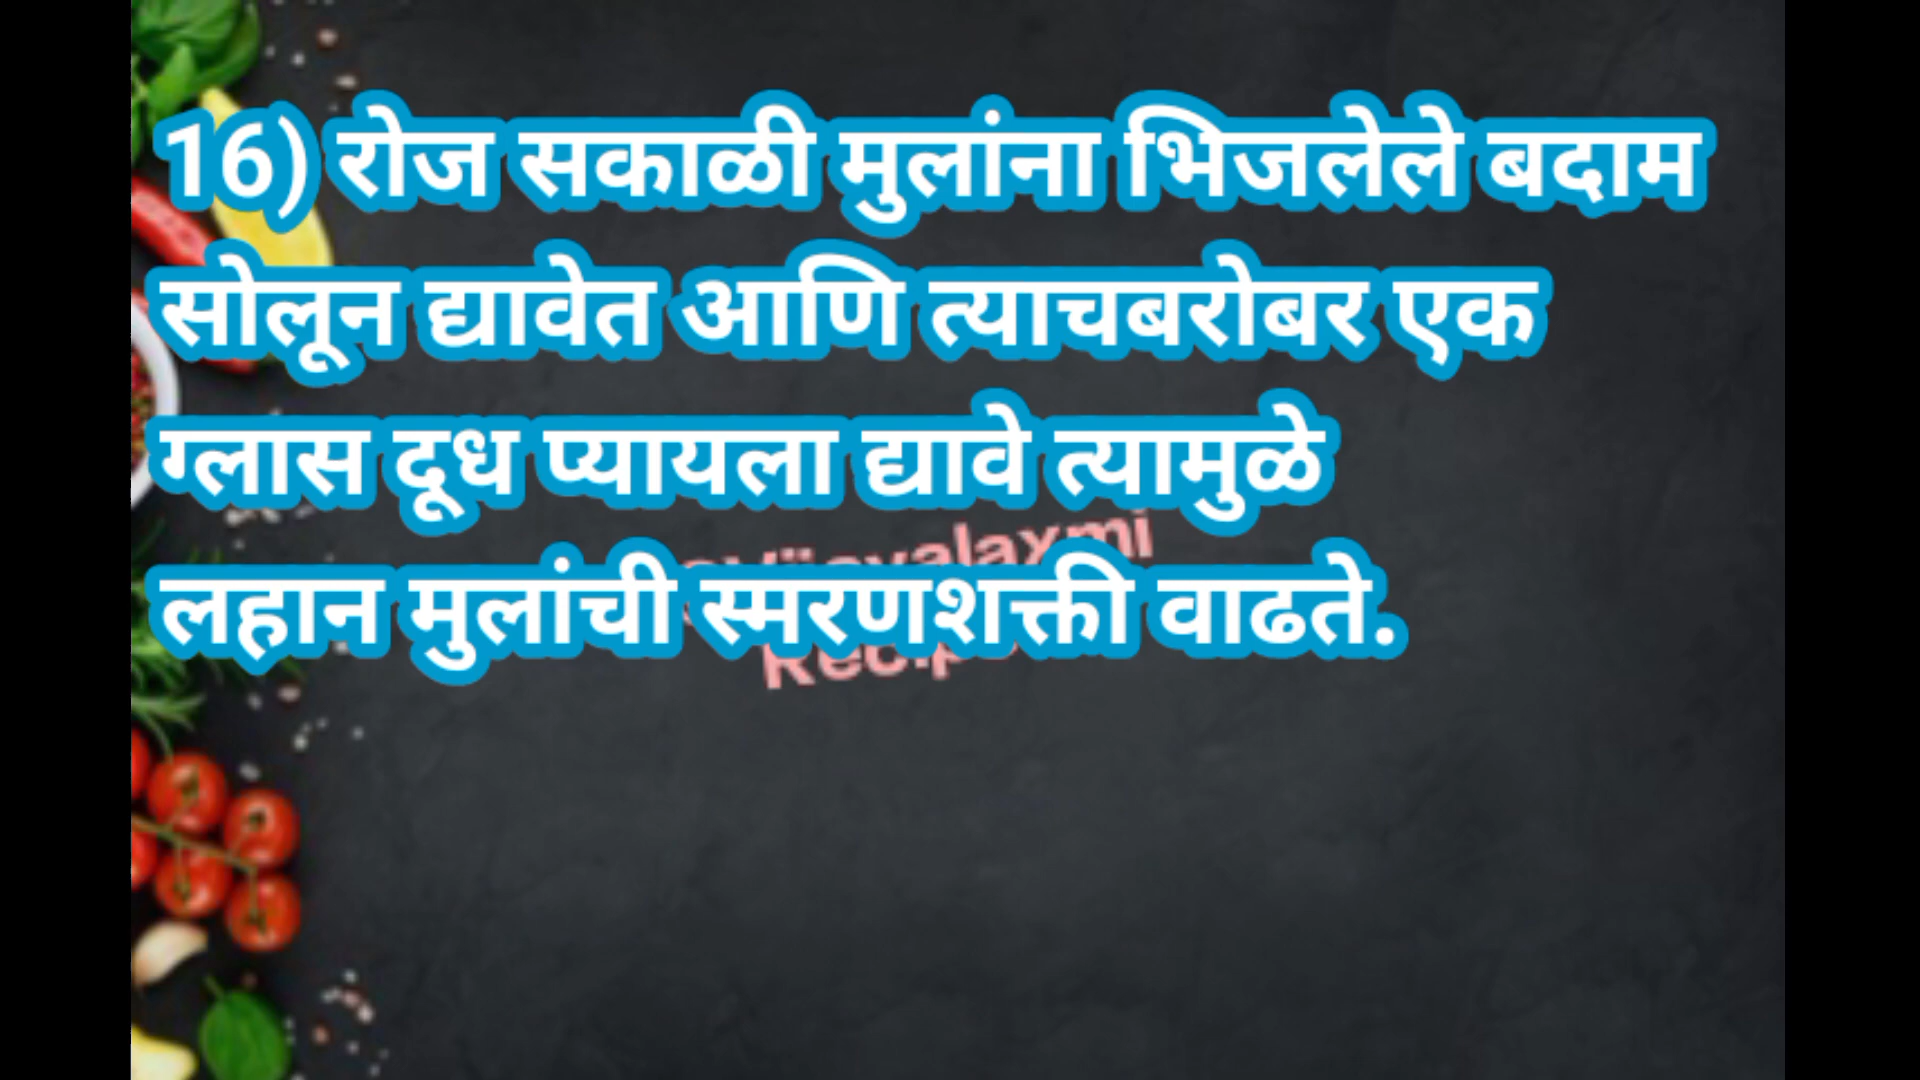 16) रोज सकाळी मुलांना भिजलेले बदाम
सोलून द्यावेत आणि त्याचबरोबर एक
ग्लास दूध प्यायला द्यावे त्यामुळे
लहान मुलांची स्मरणशक्ती वाढते.